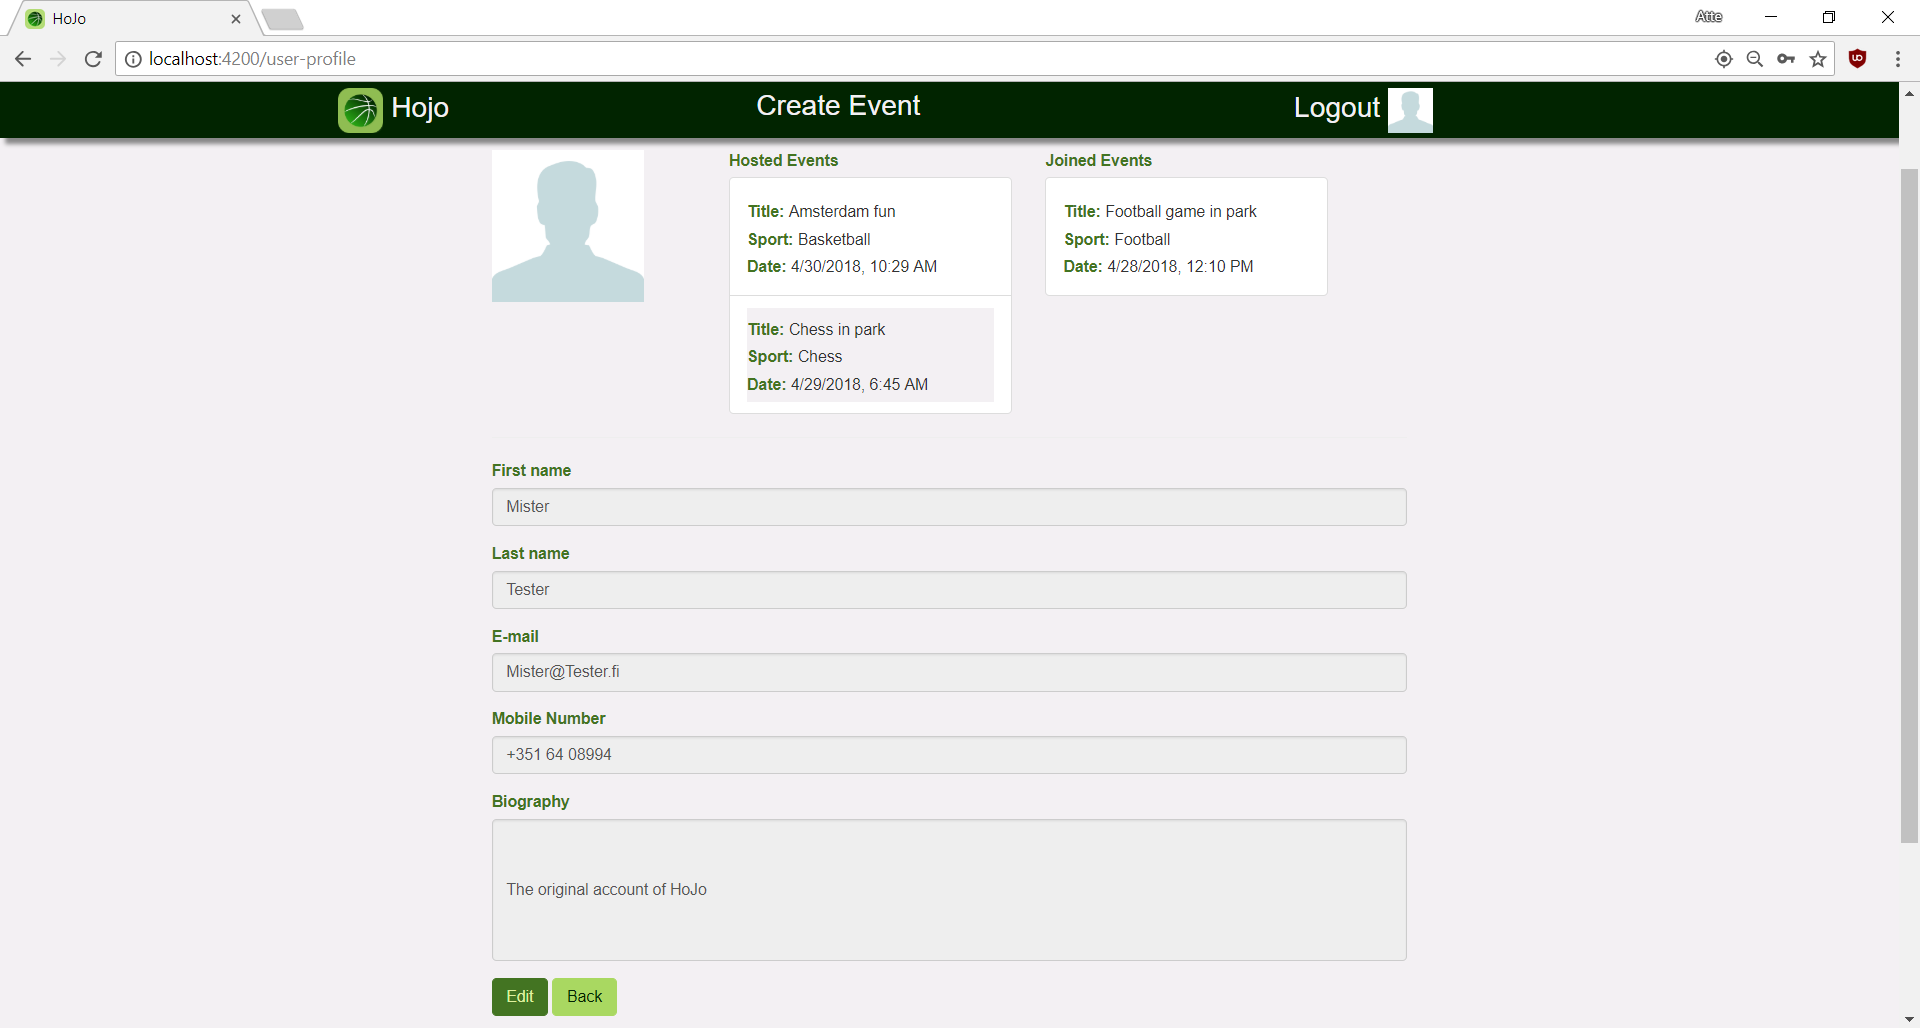 HoJo
Atte
localhost:4200/user-profile
Hojo
Create Event
Logout
Hosted Events
Title: Amsterdam fun
Sport: Basketball
Date: 4/30/2018, 10:29 AM
Title: Chess in park
Sport: Chess
Date: 4/29/2018, 6:45 AM
Joined Events
Title: Football game in park
Sport: Football
Date: 4/28/2018, 12:10 PM
First name
Mister
Last name
Tester
E-mail
Mister@Tester.fi
Mobile Number
+351 64 08994
Biography
The original account of HoJo
Edit
Back